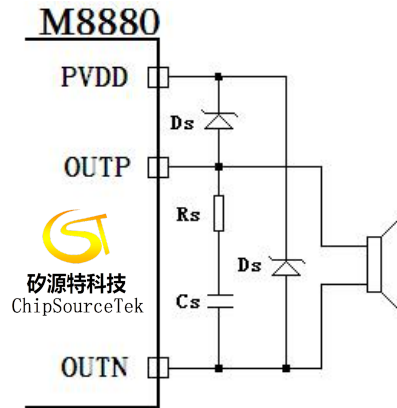 M8880
PVDD
Ds
OUTP
Rs
Ds
矽源特科技
ChipSourceTek
Cs
OUTN